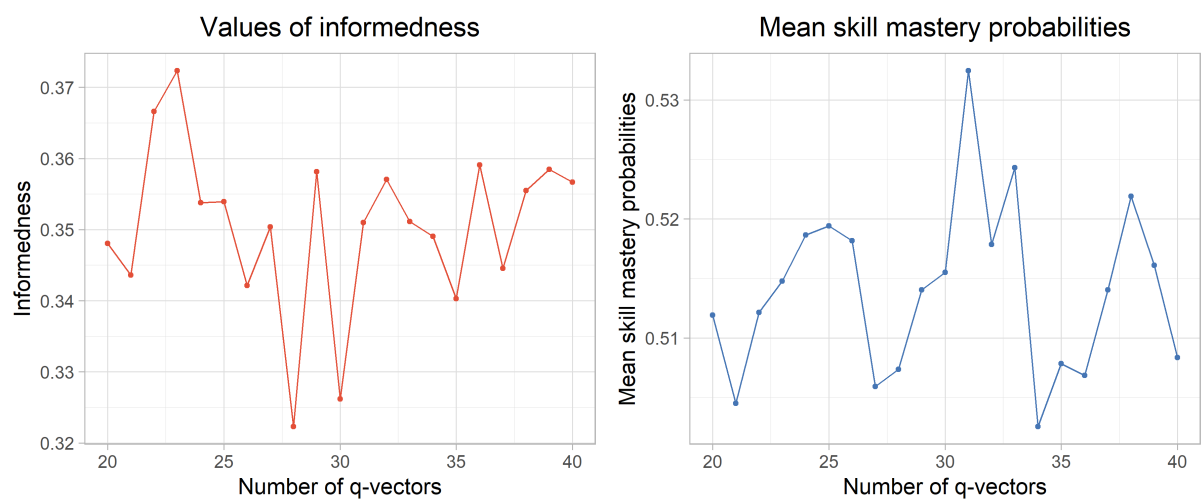 Values of informedness
Informedness
0.37
0.36
0.35
0.34
0.33
0.32
20 25 30 35 40
Number of q-vectors
Mean skill mastery probabilities
Mean skill mastery probabilities
0.53
0.52
0.51
20 25 30 35 40
Number of q-vectors